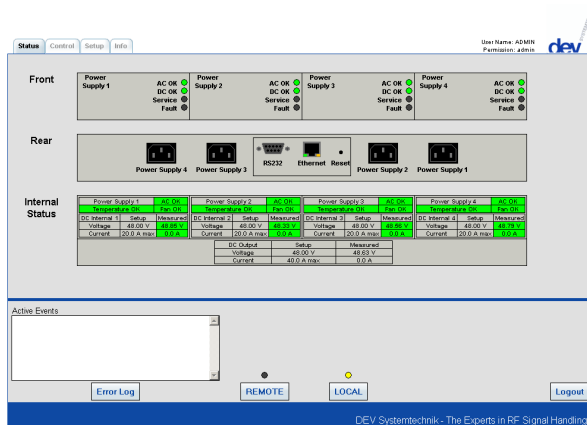 User Name: ADMIN
Permission: admin
dev
Status Control Setup Info
Front
Power Supply 1 AC OK DC OK Service Fault
Power Supply 2 AC OK DC OK Service Fault
Power Supply 3 AC OK DC OK Service Fault
Power Supply 4 AC OK DC OK Service Fault
Rear
Power Supply 4 Power Supply 3 RS232 Ethernet Reset Power Supply 2 Power Supply 1
Internal Status
Power Supply 1 AC OK Power Supply 2 AC OK Power Supply 3 AC OK Power Supply 4 AC OK
Temperature OK Fan OK Temperature OK Fan OK Temperature OK Fan OK Temperature OK Fan OK
DC Internal 1 Setup Measured DC Internal 2 Setup Measured DC Internal 3 Setup Measured DC Internal 4 Setup Measured
Voltage 48.00 V Voltage 48.00 V 48.33 V Voltage 48.00 V Voltage 48.00 V
Current 20.0 A max 0.0 A Current 20.0 A max 0.0 A Current 20.0 A max 0.0 A Current 20.0 A max 0.0 A
DC Output Setup Measured
Voltage 48.00 V 48.63 V
Current 40.0 A max 0.0 A
Active Events
Error Log REMOTE LOCAL Logout
DEV Systemtechnik - The Experts in RF Signal Handling